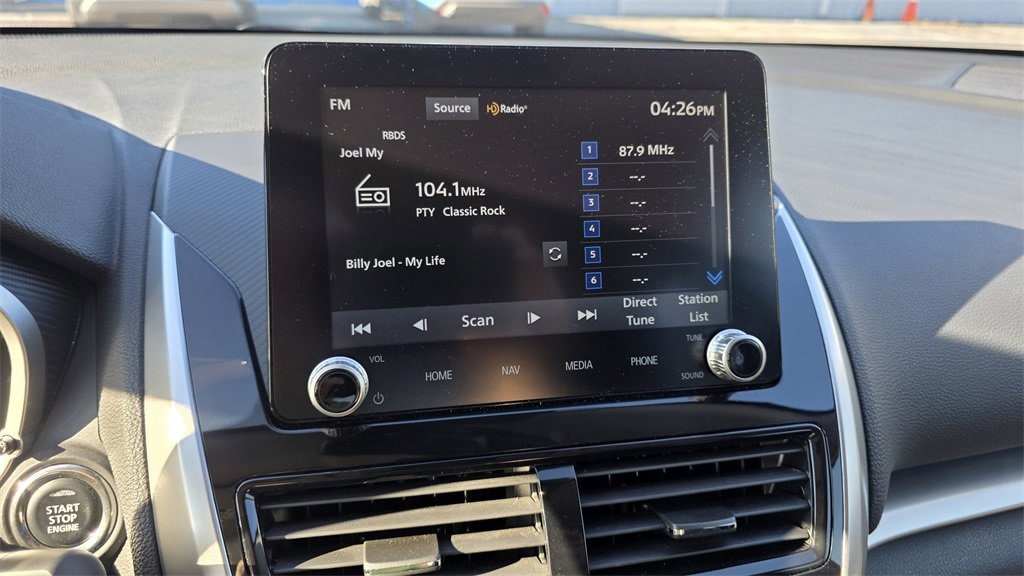 FM
Source
HD Radio®
04:26PM
RBDS
Joel My
104.1MHz
PTY Classic Rock
Billy Joel - My Life
1 87.9 MHz
2 --.-
3 --.-
4 --.-
5 --.-
6 --.-
Scan
Direct
Tune
Station
List
VOL
HOME
NAV
MEDIA
PHONE
TUNE
SOUND
START
STOP
ENGINE